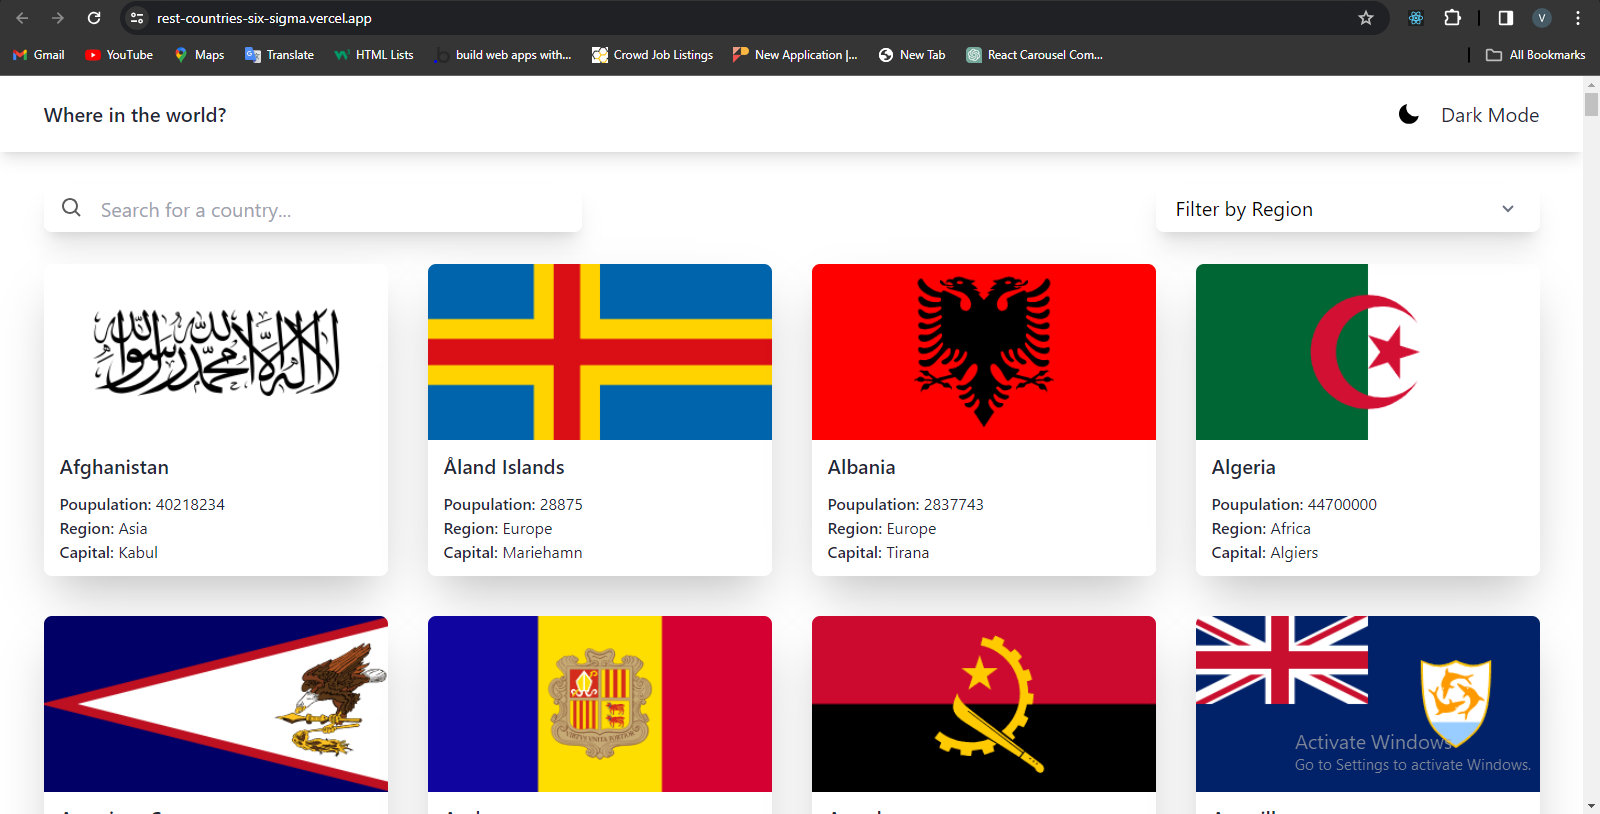 rest-countries-six-sigma.vercel.app
V
Gmail
YouTube
Maps
Translate
HTML Lists
build web apps with...
Crowd Job Listings
New Application |...
New Tab
React Carousel Com...
All Bookmarks
Where in the world?
Dark Mode
Search for a country...
Filter by Region
لا إله إلا الله محمد رسول الله
Afghanistan
Poupulation: 40218234
Region: Asia
Capital: Kabul
Åland Islands
Poupulation: 28875
Region: Europe
Capital: Mariehamn
Albania
Poupulation: 2837743
Region: Europe
Capital: Tirana
Algeria
Poupulation: 44700000
Region: Africa
Capital: Algiers
Activate Windows
Go to Settings to activate Windows.